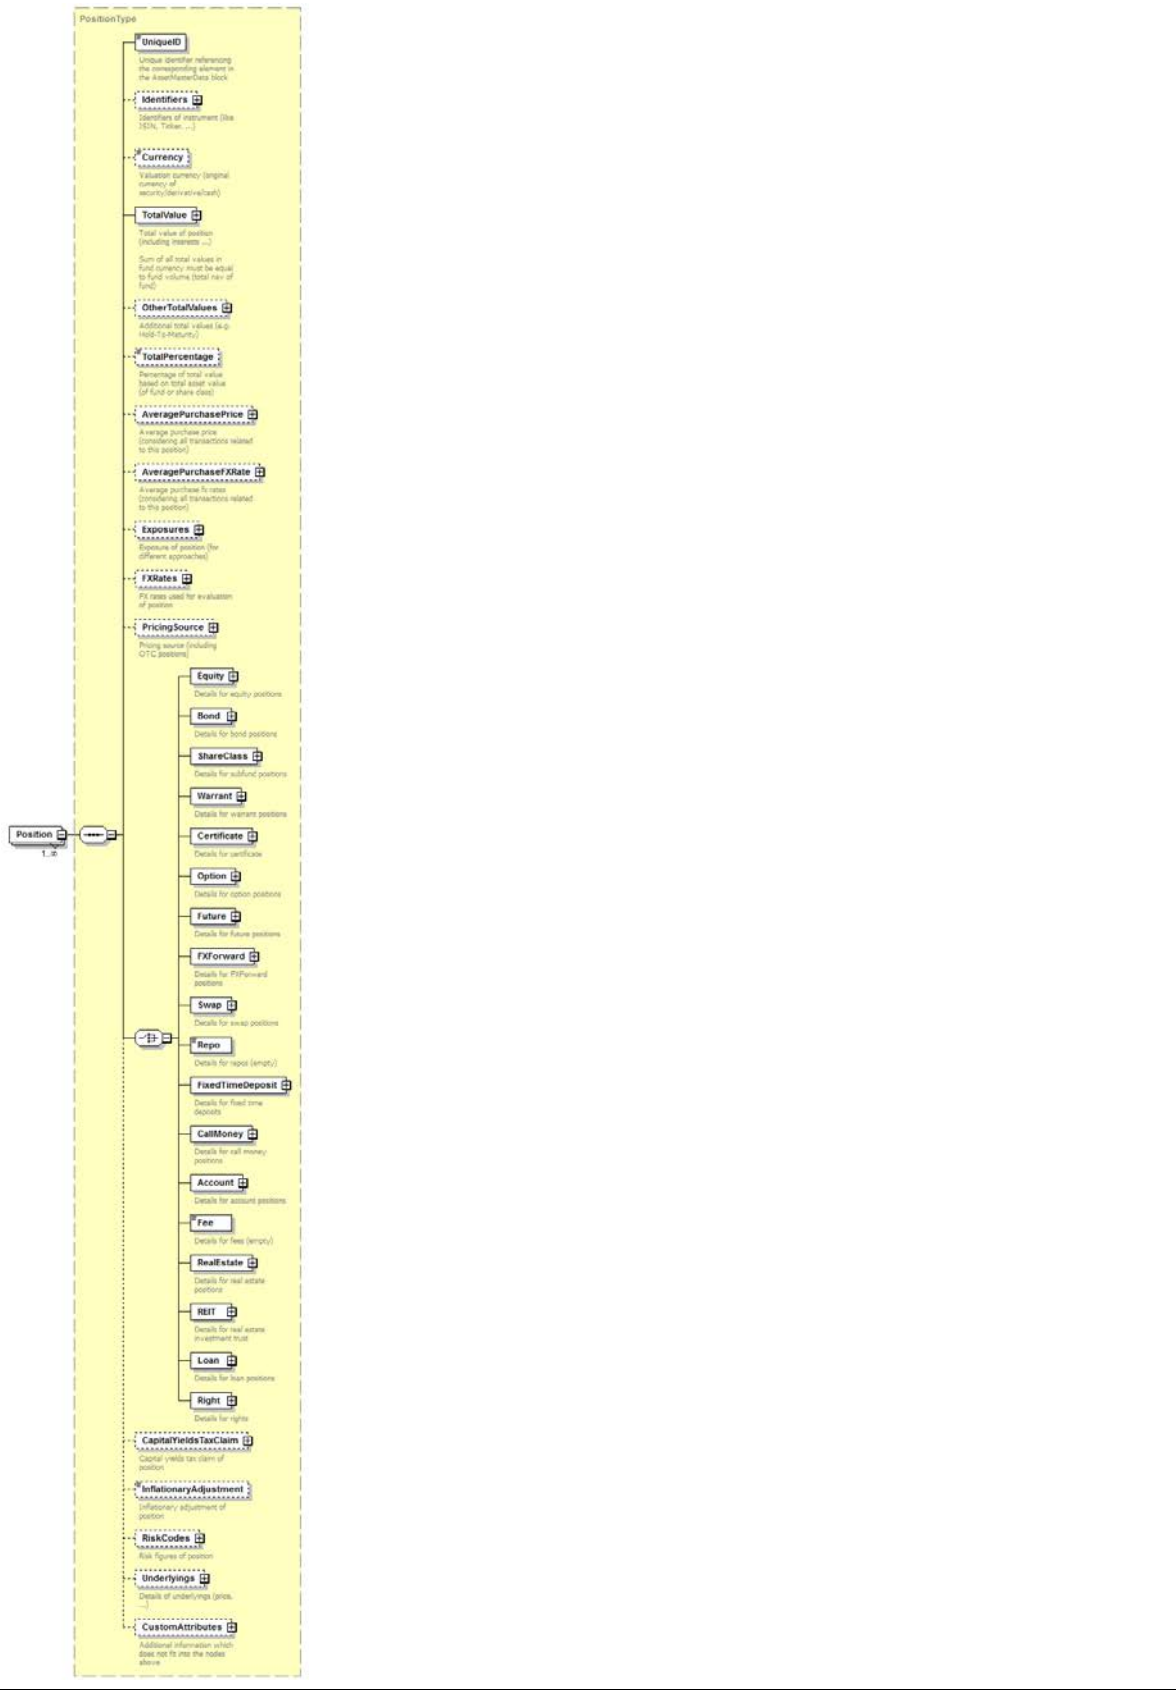 PositionType
UniqueID
Unique identifier referencing
the corresponding element in
the AssetMasterData block
Identifiers
Identifiers of instrument (like
ISIN, Ticker, ...)
Currency
Valuation currency (original
currency of
security/derivative/cash)
TotalValue
Total value of position
(including interests ...)
Sum of all total values in
fund currency must be equal
to fund volume (total nav of
fund)
OtherTotalValues
Additional total values (e.g.
Hold-To-Maturity)
TotalPercentage
Percentage of total value
based on total asset value
(of fund or share class)
AveragePurchasePrice
Average purchase price
(considering all transactions related
to this position)
AveragePurchaseFXRate
Average purchase fx rates
(considering all transactions related
to this position)
Exposures
Exposure of position (for
different approaches)
FXRates
FX rates used for evaluation
of position
PricingSource
Pricing source (including
OTC positions)
Equity
Details for equity positions
Bond
Details for bond positions
ShareClass
Details for subfund positions
Warrant
Details for warrant positions
Position
1..∞
Certificate
Details for certificate
Option
Details for option positions
Future
Details for future positions
FXForward
Details for FXForward
positions
Swap
Details for swap positions
Repo
Details for repos (empty)
FixedTimeDeposit
Details for fixed time
deposits
CallMoney
Details for call money
positions
Account
Details for account positions
Fee
Details for fees (empty)
RealEstate
Details for real estate
positions
REIT
Details for real estate
investment trust
Loan
Details for loan positions
Right
Details for rights
CapitalYieldsTaxClaim
Capital yields tax claim of
position
InflationaryAdjustment
Inflationary adjustment of
position
RiskCodes
Risk figures of position
Underlyings
Details of underlyings (price,
...)
CustomAttributes
Additional information which
does not fit into the nodes
above